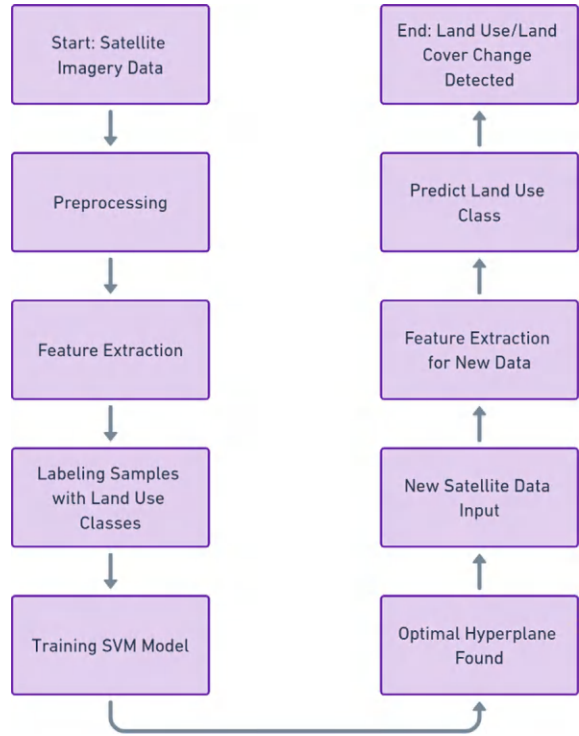 Start: Satellite
Imagery Data
Preprocessing
Feature Extraction
Labeling Samples
with Land Use
Classes
Training SVM Model
Optimal Hyperplane
Found
New Satellite Data
Input
Feature Extraction
for New Data
Predict Land Use
Class
End: Land Use/Land
Cover Change
Detected